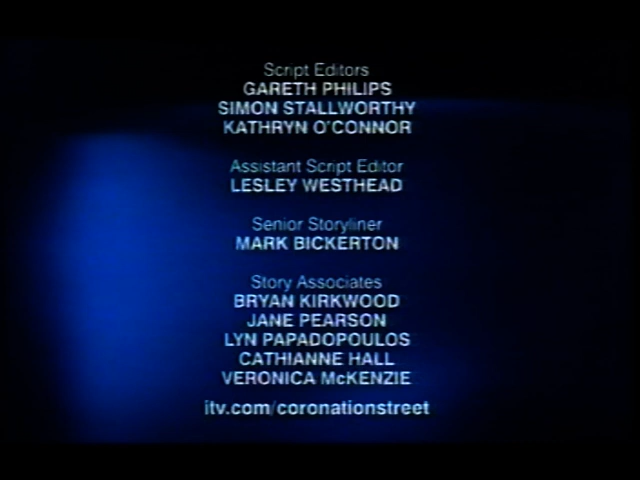 Script Editors
GARETH PHILIPS
SIMON STALLWORTHY
KATHRYN O'CONNOR
Assistant Script Editor
LESLEY WESTHEAD
Senior Storyliner
MARK BICKERTON
Story Associates
BRYAN KIRKWOOD
JANE PEARSON
LYN PAPADOPOULOS
CATHIANNE HALL
VERONICA McKENZIE
itv.com/coronationstreet